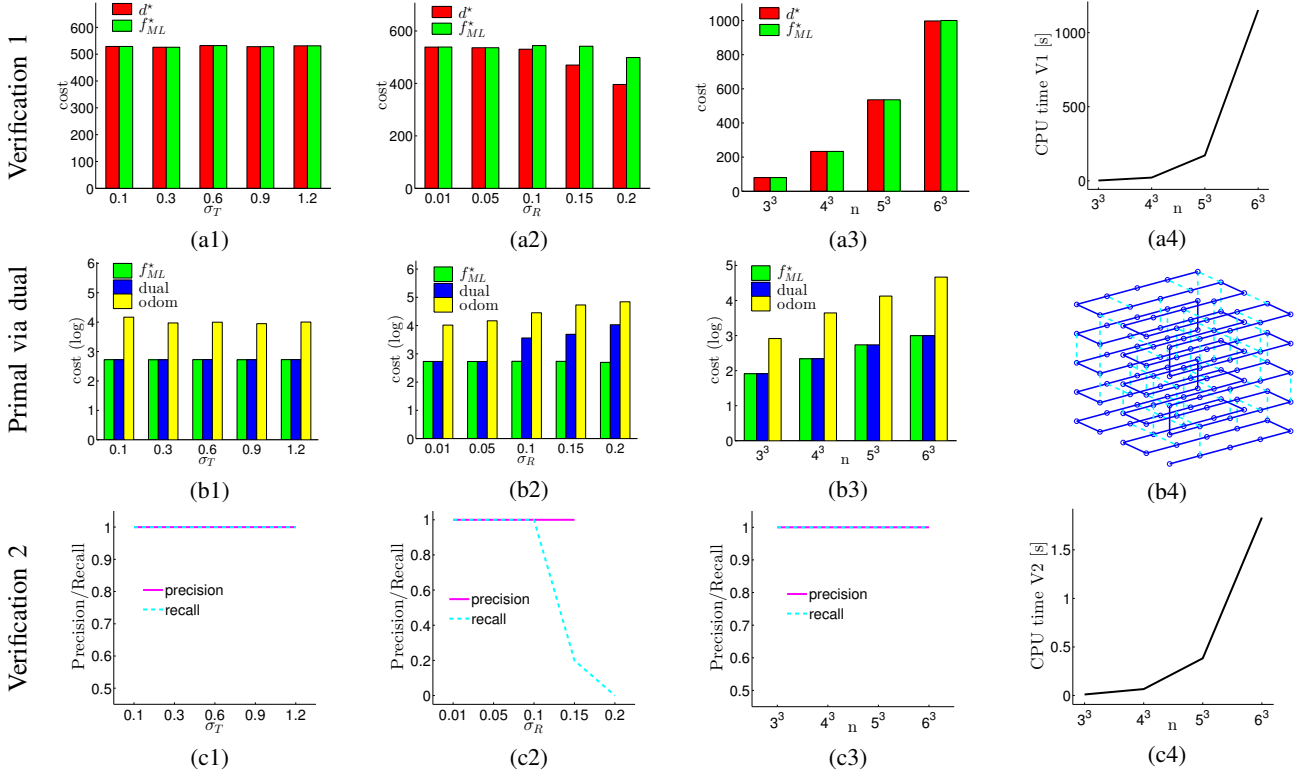 Verification 1
d⋆
f⋆ML
cost
600
500
400
300
200
100
0
0.1 0.3 0.6 0.9 1.2
σT
(a1)
d⋆
f⋆ML
cost
600
400
200
0
0.01 0.05 0.1 0.15 0.2
σR
(a2)
d⋆
f⋆ML
cost
1000
800
600
400
200
0
3³ 4³ 5³ 6³
n
(a3)
CPU time V1 [s]
1000
500
0
3³ 4³ 5³ 6³
n
(a4)
Primal via dual
f⋆ML
dual
odom
cost (log)
6
5
4
3
2
1
0
0.1 0.3 0.6 0.9 1.2
σT
(b1)
f⋆ML
dual
odom
cost (log)
6
5
4
3
2
1
0
0.01 0.05 0.1 0.15 0.2
σR
(b2)
f⋆ML
dual
odom
cost (log)
5
4
3
2
1
0
3³ 4³ 5³ 6³
n
(b3)
(b4)
Verification 2
Precision/Recall
1
0.9
0.8
0.7
0.6
0.5
precision
recall
0.1 0.3 0.6 0.9 1.2
σT
(c1)
Precision/Recall
1
0.8
0.6
0.4
0.2
0
precision
recall
0.01 0.05 0.1 0.15 0.2
σR
(c2)
Precision/Recall
1
0.9
0.8
0.7
0.6
0.5
precision
recall
3³ 4³ 5³ 6³
n
(c3)
CPU time V2 [s]
1.5
1
0.5
0
3³ 4³ 5³ 6³
n
(c4)